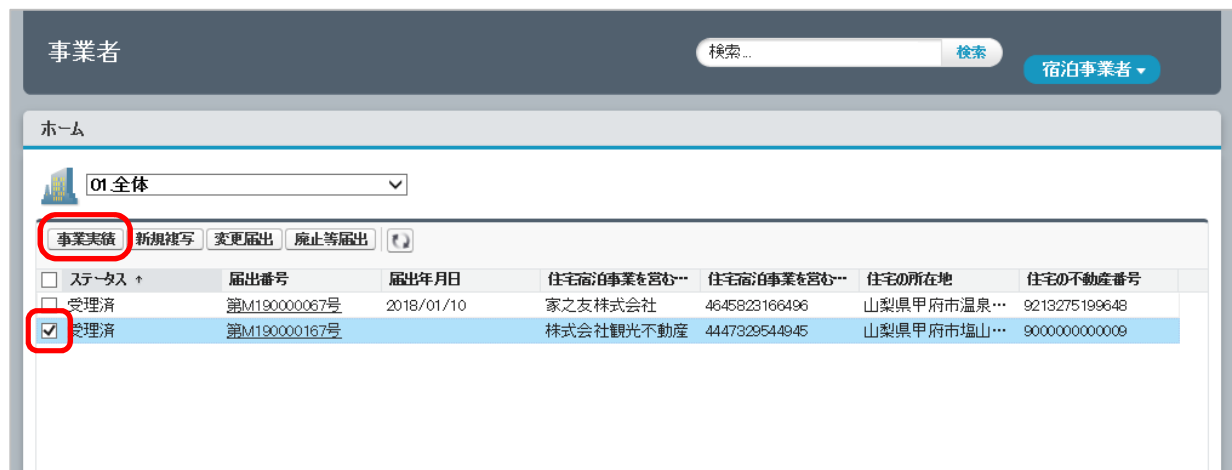 事業者 検索... 検索 宿泊事業者
ホーム
01.全体
事業実績 新規複写 変更届出 廃止等届出
ステータス ↑ 届出番号 届出年月日 住宅宿泊事業を営む… 住宅宿泊事業を営む… 住宅の所在地 住宅の不動産番号
受理済 第M190000067号 2018/01/10 家之友株式会社 4645823166496 山梨県甲府市温泉… 9213275199648
受理済 第M190000167号 株式会社観光不動産 4447329544945 山梨県甲府市塩山… 9000000000009